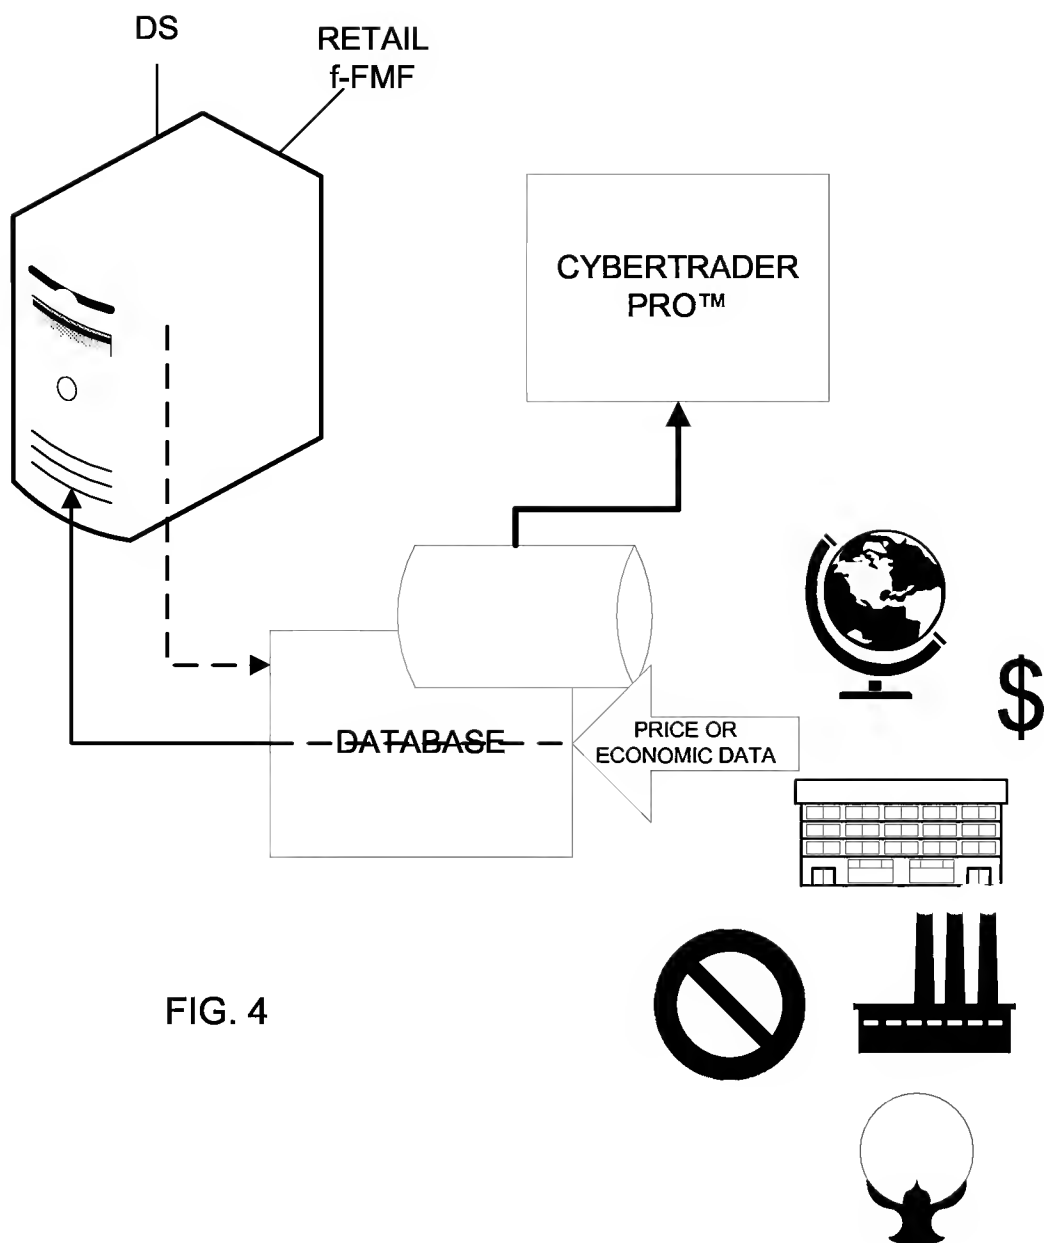 DS
RETAIL
f-FMF
CYBERTRADER
PRO™
DATABASE
PRICE OR
ECONOMIC DATA
$
FIG. 4